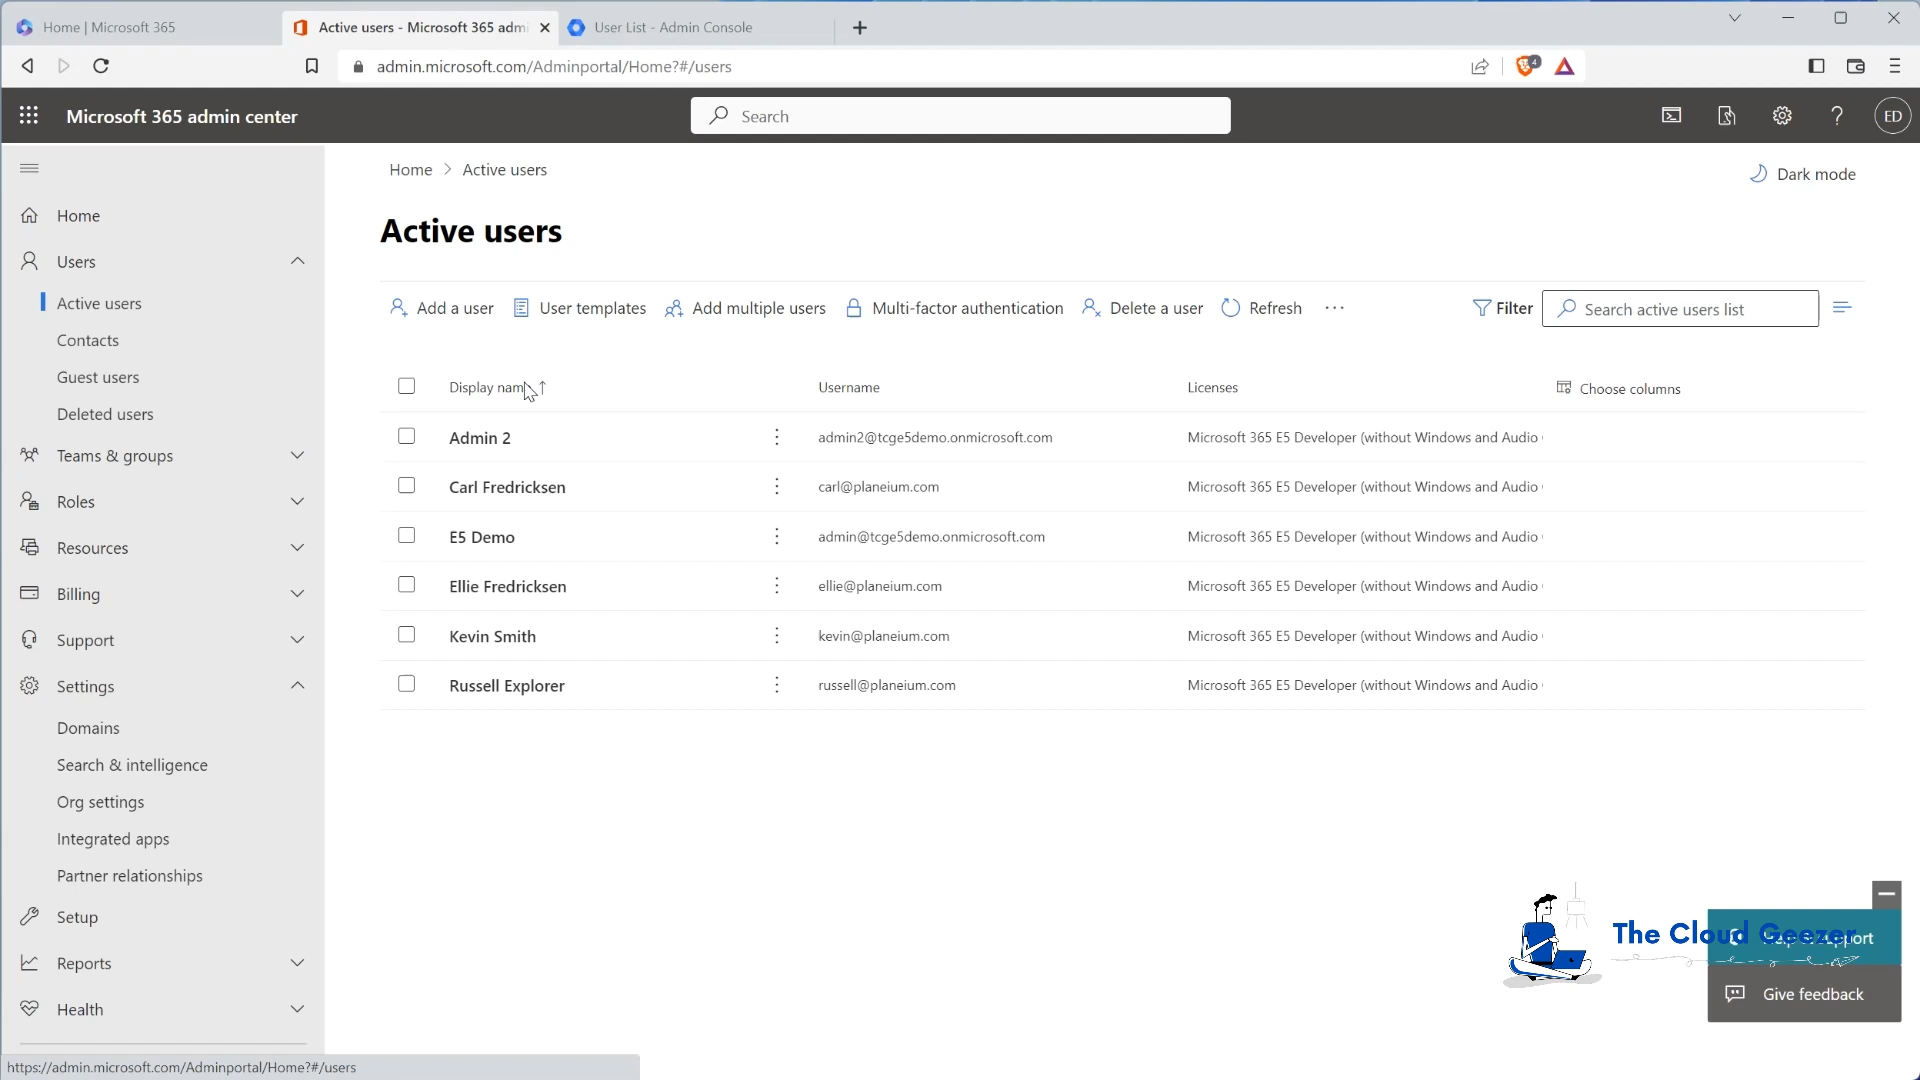 Home | Microsoft 365
Active users - Microsoft 365 admi
User List - Admin Console
admin.microsoft.com/Adminportal/Home?#/users
4
Microsoft 365 admin center
Search
ED
Home
Users
Active users
Contacts
Guest users
Deleted users
Teams & groups
Roles
Resources
Billing
Support
Settings
Domains
Search & intelligence
Org settings
Integrated apps
Partner relationships
Setup
Reports
Health
Home > Active users
Dark mode
Active users
Add a user
User templates
Add multiple users
Multi-factor authentication
Delete a user
Refresh
Filter
Search active users list
Display name ↑
Username
Licenses
Choose columns
Admin 2
admin2@tcge5demo.onmicrosoft.com
Microsoft 365 E5 Developer (without Windows and Audio
Carl Fredricksen
carl@planeium.com
Microsoft 365 E5 Developer (without Windows and Audio
E5 Demo
admin@tcge5demo.onmicrosoft.com
Microsoft 365 E5 Developer (without Windows and Audio
Ellie Fredricksen
ellie@planeium.com
Microsoft 365 E5 Developer (without Windows and Audio
Kevin Smith
kevin@planeium.com
Microsoft 365 E5 Developer (without Windows and Audio
Russell Explorer
russell@planeium.com
Microsoft 365 E5 Developer (without Windows and Audio
The Cloud Geezer
Give feedback
https://admin.microsoft.com/Adminportal/Home?#/users